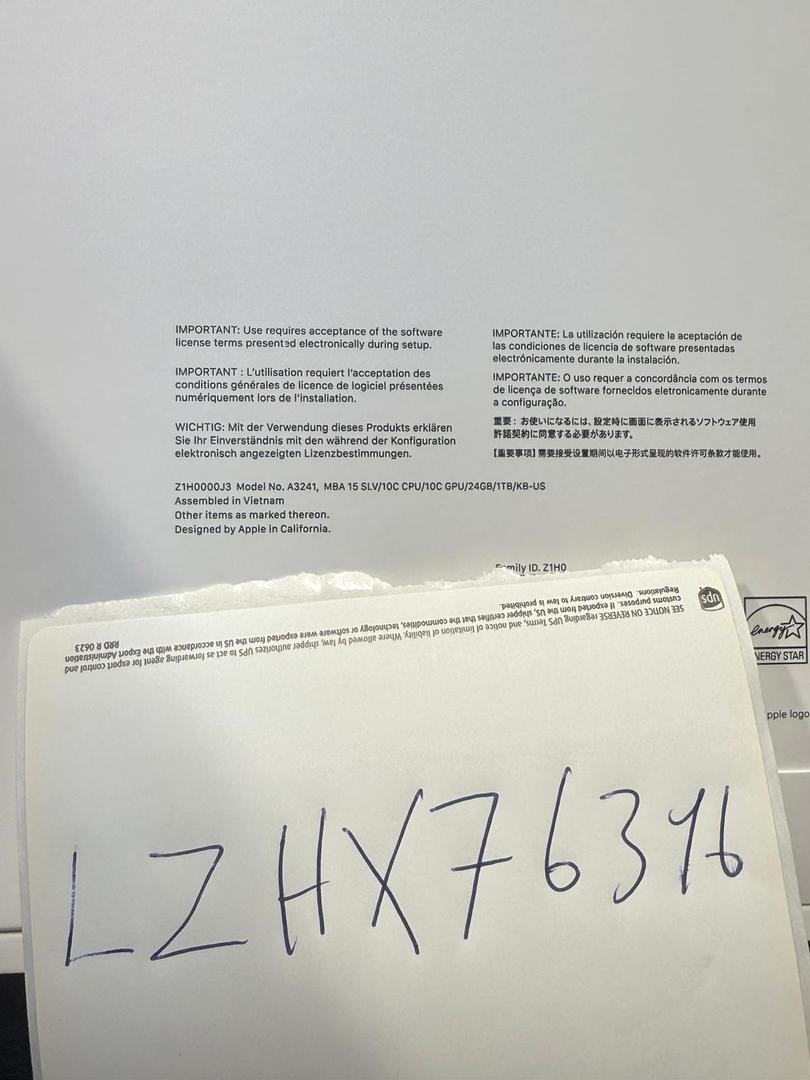 IMPORTANT: Use requires acceptance of the software
license terms presented electronically during setup.
IMPORTANT : L'utilisation requiert l'acceptation des
conditions générales de licence de logiciel présentées
numériquement lors de l'installation.
WICHTIG: Mit der Verwendung dieses Produkts erklären
Sie Ihr Einverständnis mit den während der Konfiguration
elektronisch angezeigten Lizenzbestimmungen.
IMPORTANTE: La utilización requiere la aceptación de
las condiciones de licencia de software presentadas
electrónicamente durante la instalación.
IMPORTANTE: O uso requer a concordância com os termos
de licença de software fornecidos eletronicamente durante
a configuração.
重要：お使いになるには、設定時に画面に表示されるソフトウェア使用
許諾契約に同意する必要があります。
【重要事项】需要接受设置期间以电子形式呈现的软件许可条款才能使用。
Z1H0000J3 Model No. A3241, MBA 15 SLV/10C CPU/10C GPU/24GB/1TB/KB-US
Assembled in Vietnam
Other items as marked thereon.
Designed by Apple in California.
Family ID. Z1H0
energy
NERGY STAR
pple logo
ups
SEE NOTICE ON REVERSE regarding UPS Terms, and notice of limitation of liability. Where allowed by law, shipper authorizes UPS to act as forwarding agent for export control and
customs purposes. If exported from the US, shipper certifies that the commodities, technology or software were exported from the US in accordance with the Export Administration
Regulations. Diversion contrary to law is prohibited.
RRD R 0623
LZHX76346